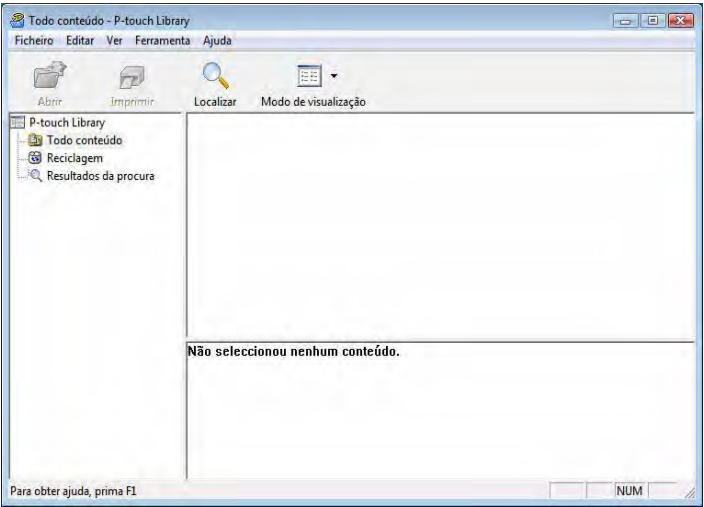 Todo conteúdo - P-touch Library
Ficheiro Editar Ver Ferramenta Ajuda
Abrir Imprimir Localizar Modo de visualização
P-touch Library
Todo conteúdo
Reciclagem
Resultados da procura
Não seleccionou nenhum conteúdo.
Para obter ajuda, prima F1 NUM